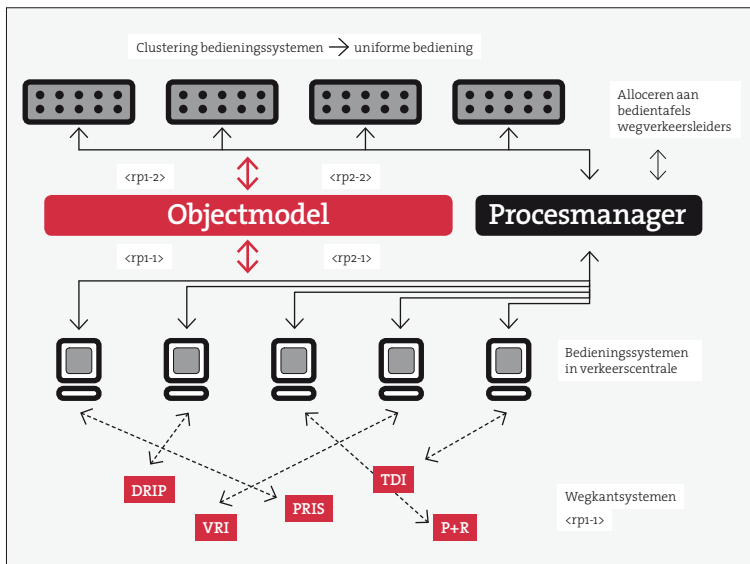 Clustering bedieningssystemen → uniforme bediening
Alloceren aan
bedientafels
wegverkeersleiders
<rp1-2>
<rp2-2>
Objectmodel
Procesmanager
<rp1-1>
<rp2-1>
Bedieningssystemen
in verkeerscentrale
DRIP
TDI
PRIS
VRI
P+R
Wegkantsystemen
<rp1-1>